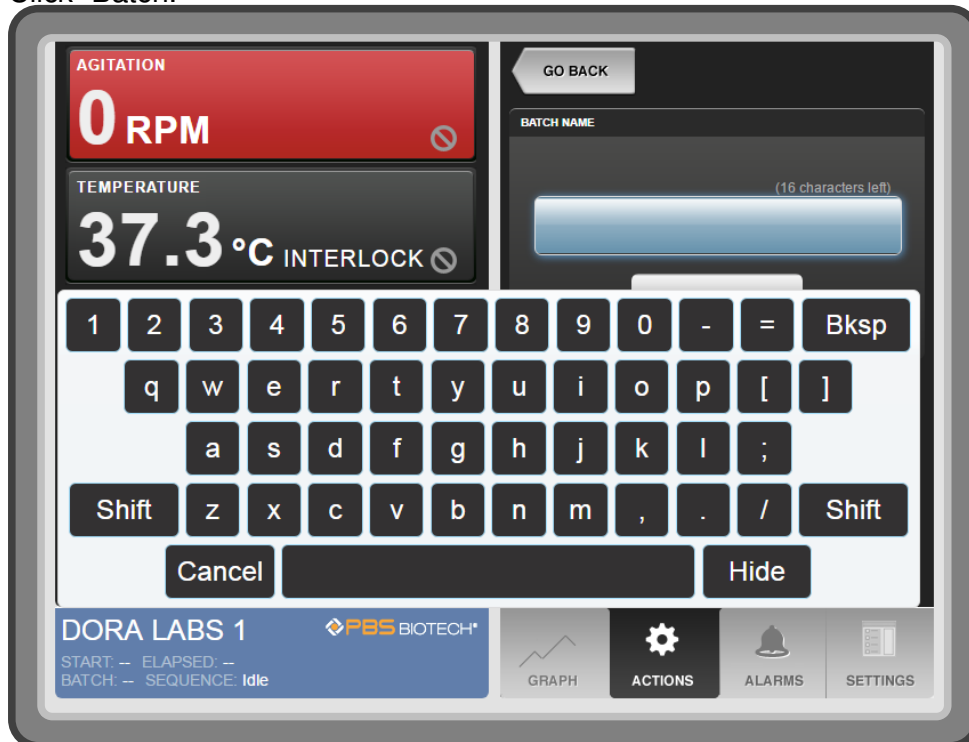 AGITATION
0 RPM
TEMPERATURE
37.3 °C INTERLOCK
GO BACK
BATCH NAME
(16 characters left)
1 2 3 4 5 6 7 8 9 0 - = Bksp
q w e r t y u i o p [ ]
a s d f g h j k l ;
Shift z x c v b n m , . / Shift
Cancel Hide
DORA LABS 1
PBS BIOTECH
START: -- ELAPSED: --
BATCH: -- SEQUENCE: Idle
GRAPH ACTIONS ALARMS SETTINGS